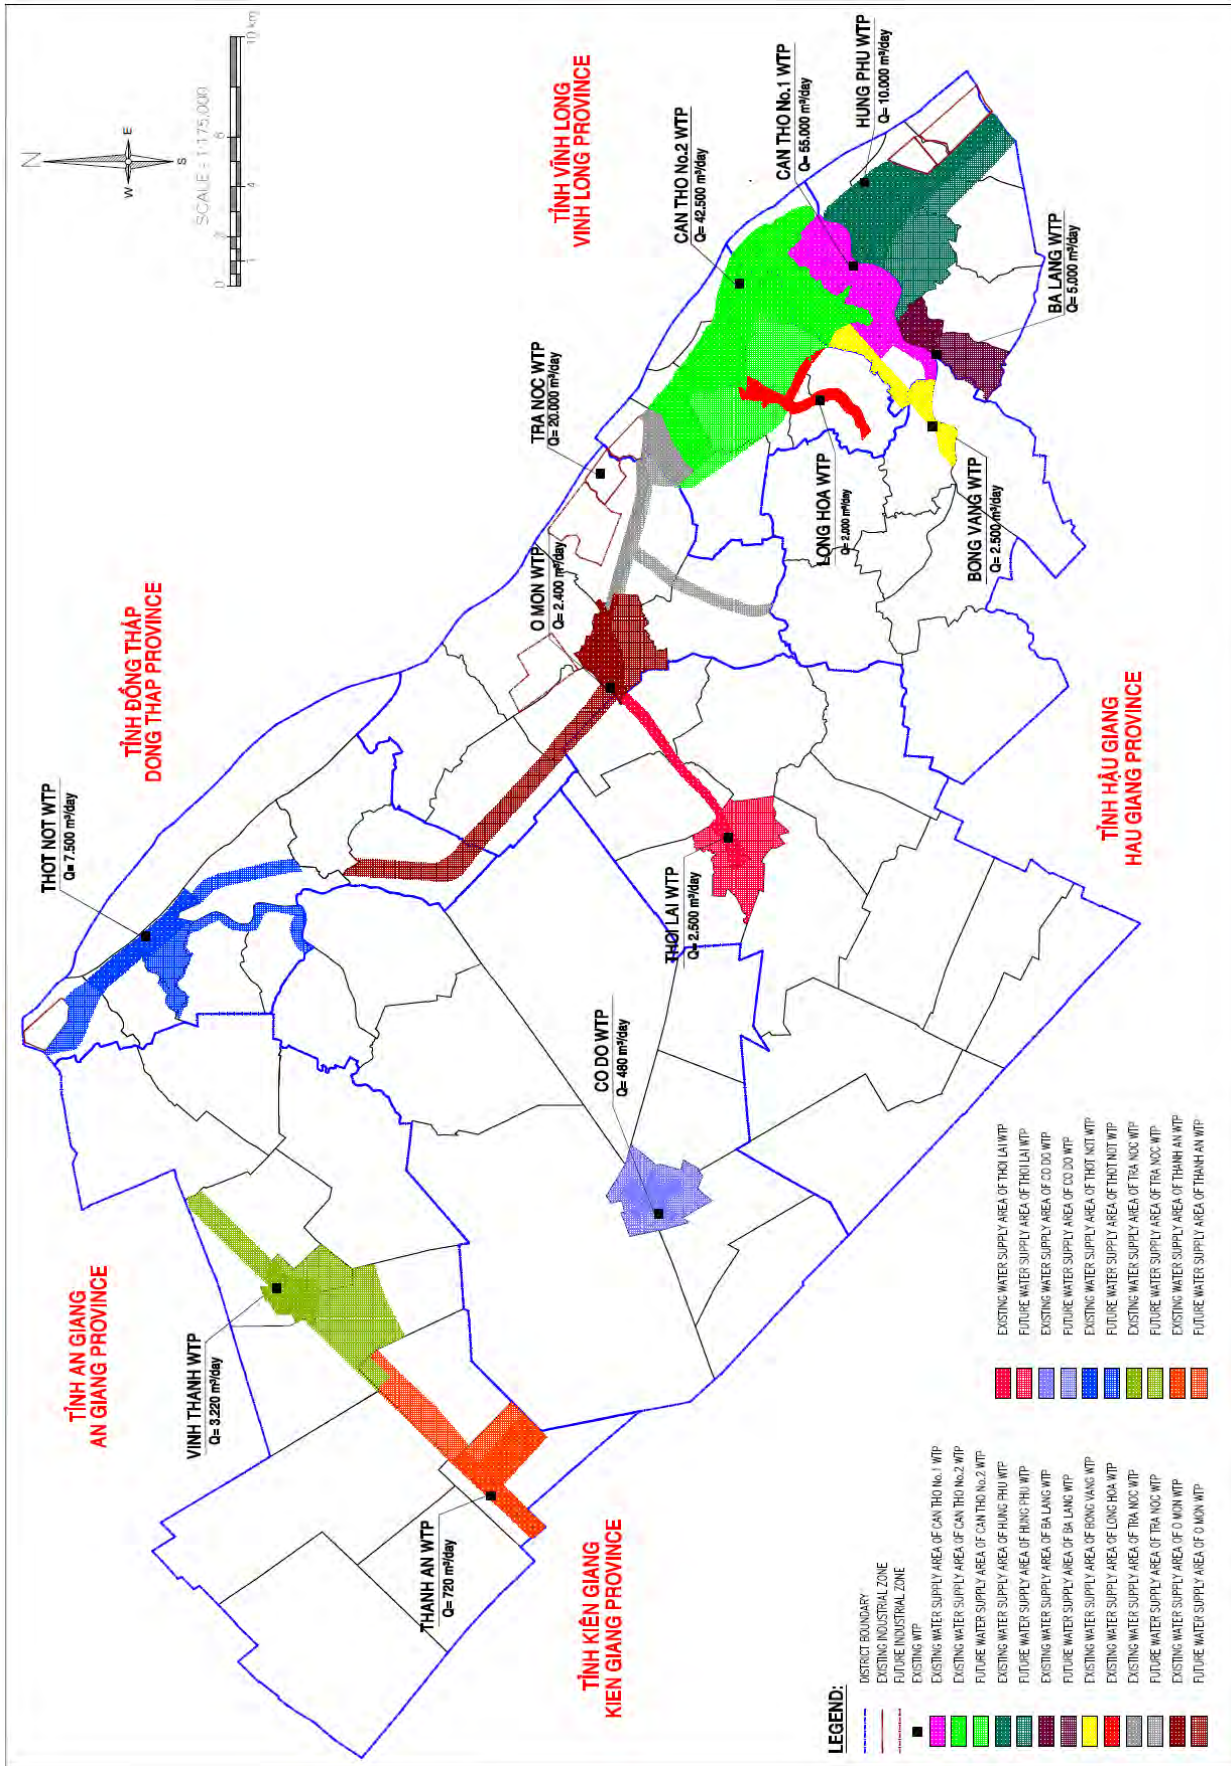 N
W
E
S
SCALE = 1:175.000
0
1
2
4
6
10 km
TỈNH VĨNH LONG
VINH LONG PROVINCE
TỈNH ĐỒNG THÁP
DONG THAP PROVINCE
TỈNH AN GIANG
AN GIANG PROVINCE
TỈNH KIÊN GIANG
KIEN GIANG PROVINCE
TỈNH HẬU GIANG
HAU GIANG PROVINCE
THOT NOT WTP
Q= 7.500 m³/day
O MON WTP
Q= 2.400 m³/day
TRA NOC WTP
Q= 20.000 m³/day
CAN THO No.2 WTP
Q= 42.500 m³/day
CAN THO No.1 WTP
Q= 55.000 m³/day
HUNG PHU WTP
Q= 10.000 m³/day
BA LANG WTP
Q= 5.000 m³/day
BONG VANG WTP
Q= 2.500 m³/day
LONG HOA WTP
Q= 2,000 m³/day
THOI LAI WTP
Q= 2.500 m³/day
CO DO WTP
Q= 480 m³/day
VINH THANH WTP
Q= 3.220 m³/day
THANH AN WTP
Q= 720 m³/day
LEGEND:
DISTRICT BOUNDARY
EXISTING INDUSTRIAL ZONE
FUTURE INDUSTRIAL ZONE
EXISTING WTP
EXISTING WATER SUPPLY AREA OF CAN THO No.1 WTP
EXISTING WATER SUPPLY AREA OF CAN THO No.2 WTP
FUTURE WATER SUPPLY AREA OF CAN THO No.2 WTP
EXISTING WATER SUPPLY AREA OF HUNG PHU WTP
FUTURE WATER SUPPLY AREA OF HUNG PHU WTP
EXISTING WATER SUPPLY AREA OF BA LANG WTP
FUTURE WATER SUPPLY AREA OF BA LANG WTP
EXISTING WATER SUPPLY AREA OF BONG VANG WTP
EXISTING WATER SUPPLY AREA OF LONG HOA WTP
EXISTING WATER SUPPLY AREA OF TRA NOC WTP
FUTURE WATER SUPPLY AREA OF TRA NOC WTP
EXISTING WATER SUPPLY AREA OF O MON WTP
FUTURE WATER SUPPLY AREA OF O MON WTP
EXISTING WATER SUPPLY AREA OF THOI LAI WTP
FUTURE WATER SUPPLY AREA OF THOI LAI WTP
EXISTING WATER SUPPLY AREA OF CO DO WTP
FUTURE WATER SUPPLY AREA OF CO DO WTP
EXISTING WATER SUPPLY AREA OF THOT NOT WTP
FUTURE WATER SUPPLY AREA OF THOT NOT WTP
EXISTING WATER SUPPLY AREA OF TRA NOC WTP
FUTURE WATER SUPPLY AREA OF TRA NOC WTP
EXISTING WATER SUPPLY AREA OF THANH AN WTP
FUTURE WATER SUPPLY AREA OF THANH AN WTP